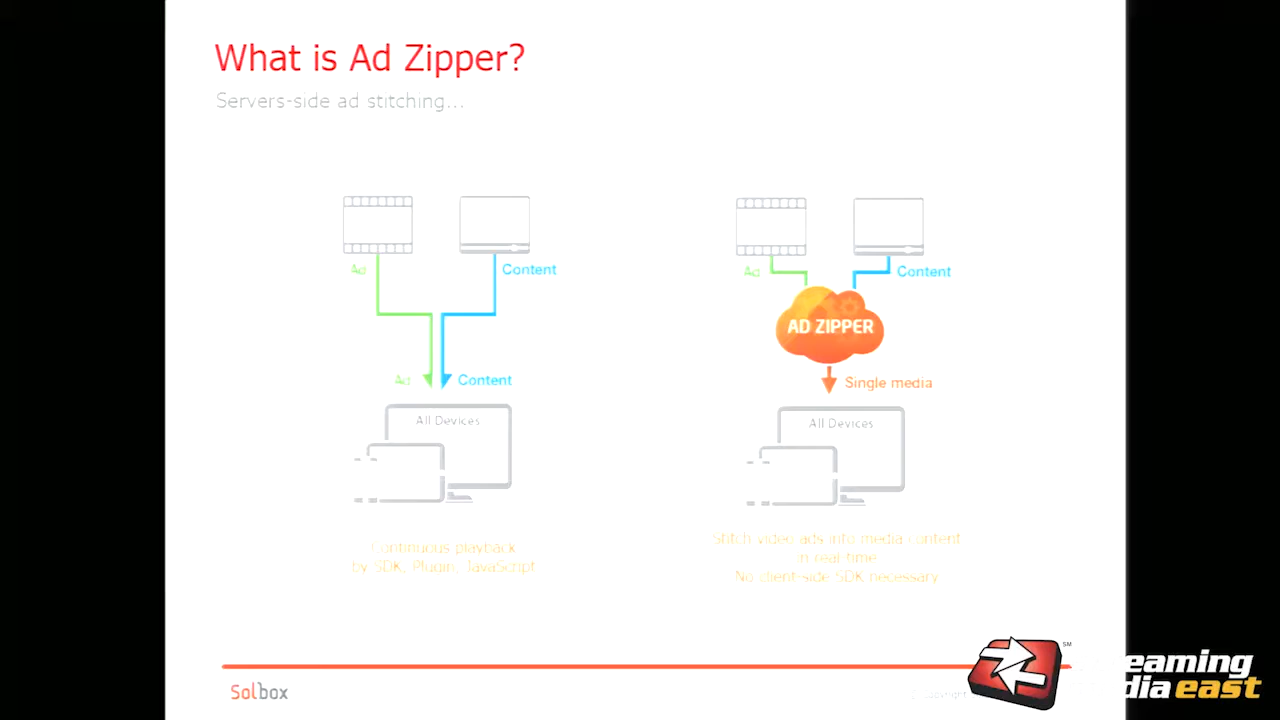 What is Ad Zipper?
Servers-side ad stitching...
Ad
Content
Ad
Content
AD ZIPPER
Ad
Content
Single media
All Devices
All Devices
Continuous playback
by SDK, Plugin, JavaScript
Stitch video ads into media content
in real time
No client-side SDK necessary
Solbox
SM
eaming
dia east